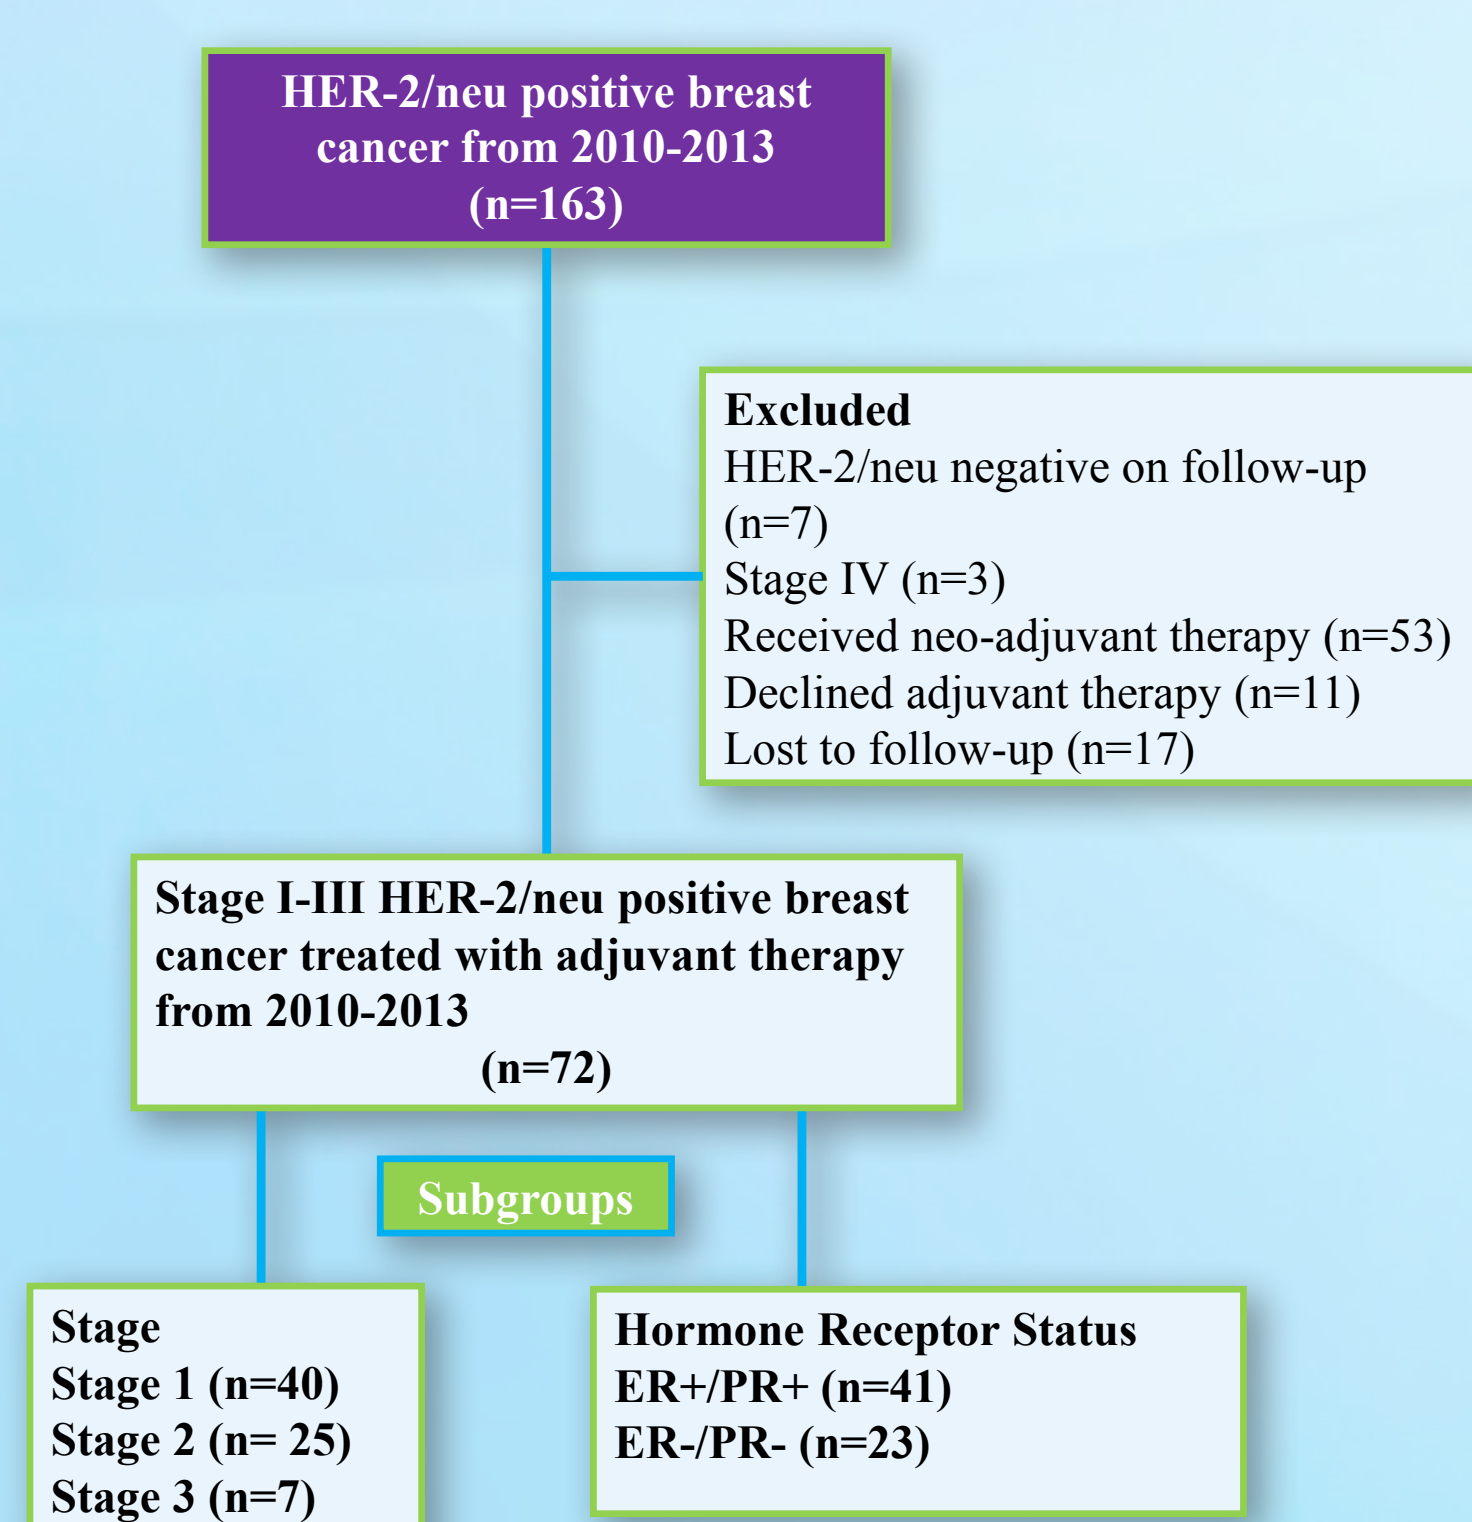 HER-2/neu positive breast
cancer from 2010-2013
(n=163)
Excluded
HER-2/neu negative on follow-up
(n=7)
Stage IV (n=3)
Received neo-adjuvant therapy (n=53)
Declined adjuvant therapy (n=11)
Lost to follow-up (n=17)
Stage I-III HER-2/neu positive breast
cancer treated with adjuvant therapy
from 2010-2013
(n=72)
Subgroups
Stage
Stage 1 (n=40)
Stage 2 (n= 25)
Stage 3 (n=7)
Hormone Receptor Status
ER+/PR+ (n=41)
ER-/PR- (n=23)